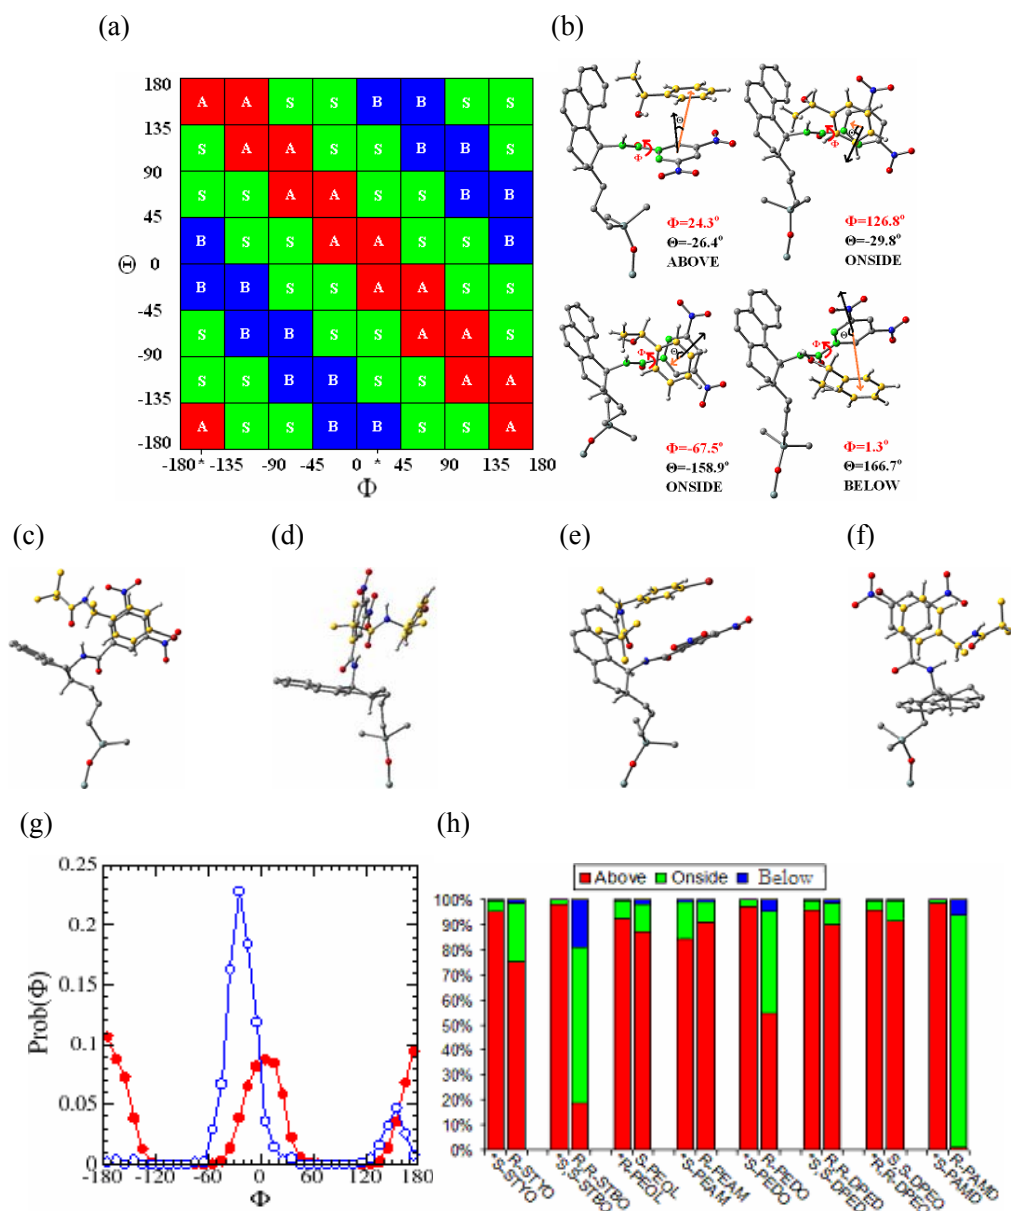 (a)
(b)
180
135
90
45
0
-45
-90
-135
-180
Θ
A A S S B B S S
S A A S S B B S
S S A A S S B B
B S S A A S S B
B B S S A A S S
S B B S S A A S
S S B B S S A A
A S S B B S S A
-180 * -135 -90 -45 0 * 45 90 135 180
Φ
Θ
Φ
Φ=24.3°
Θ=-26.4°
ABOVE
Θ
Φ
Φ=126.8°
Θ=-29.8°
ONSIDE
Θ
Φ
Φ=-67.5°
Θ=-158.9°
ONSIDE
Θ
Φ
Φ=1.3°
Θ=166.7°
BELOW
(c)
(d)
(e)
(f)
(g)
(h)
0.25
0.2
0.15
0.1
0.05
0
Prob(Φ)
-180 -120 -60 0 60 120 180
Φ
Above Onside Below
100%
90%
80%
70%
60%
50%
40%
30%
20%
10%
0%
*S-STYO
R-STYO
*S,S-STBO
R,R-STBO
*R-PEOL
S-PEOL
*S-PEAM
R-PEAM
*S-PEDO
R-PEDO
*S,S-DPED
R,R-DPED
*R,R-DPEO
S,S-DPEO
*S-PAMD
R-PAMD